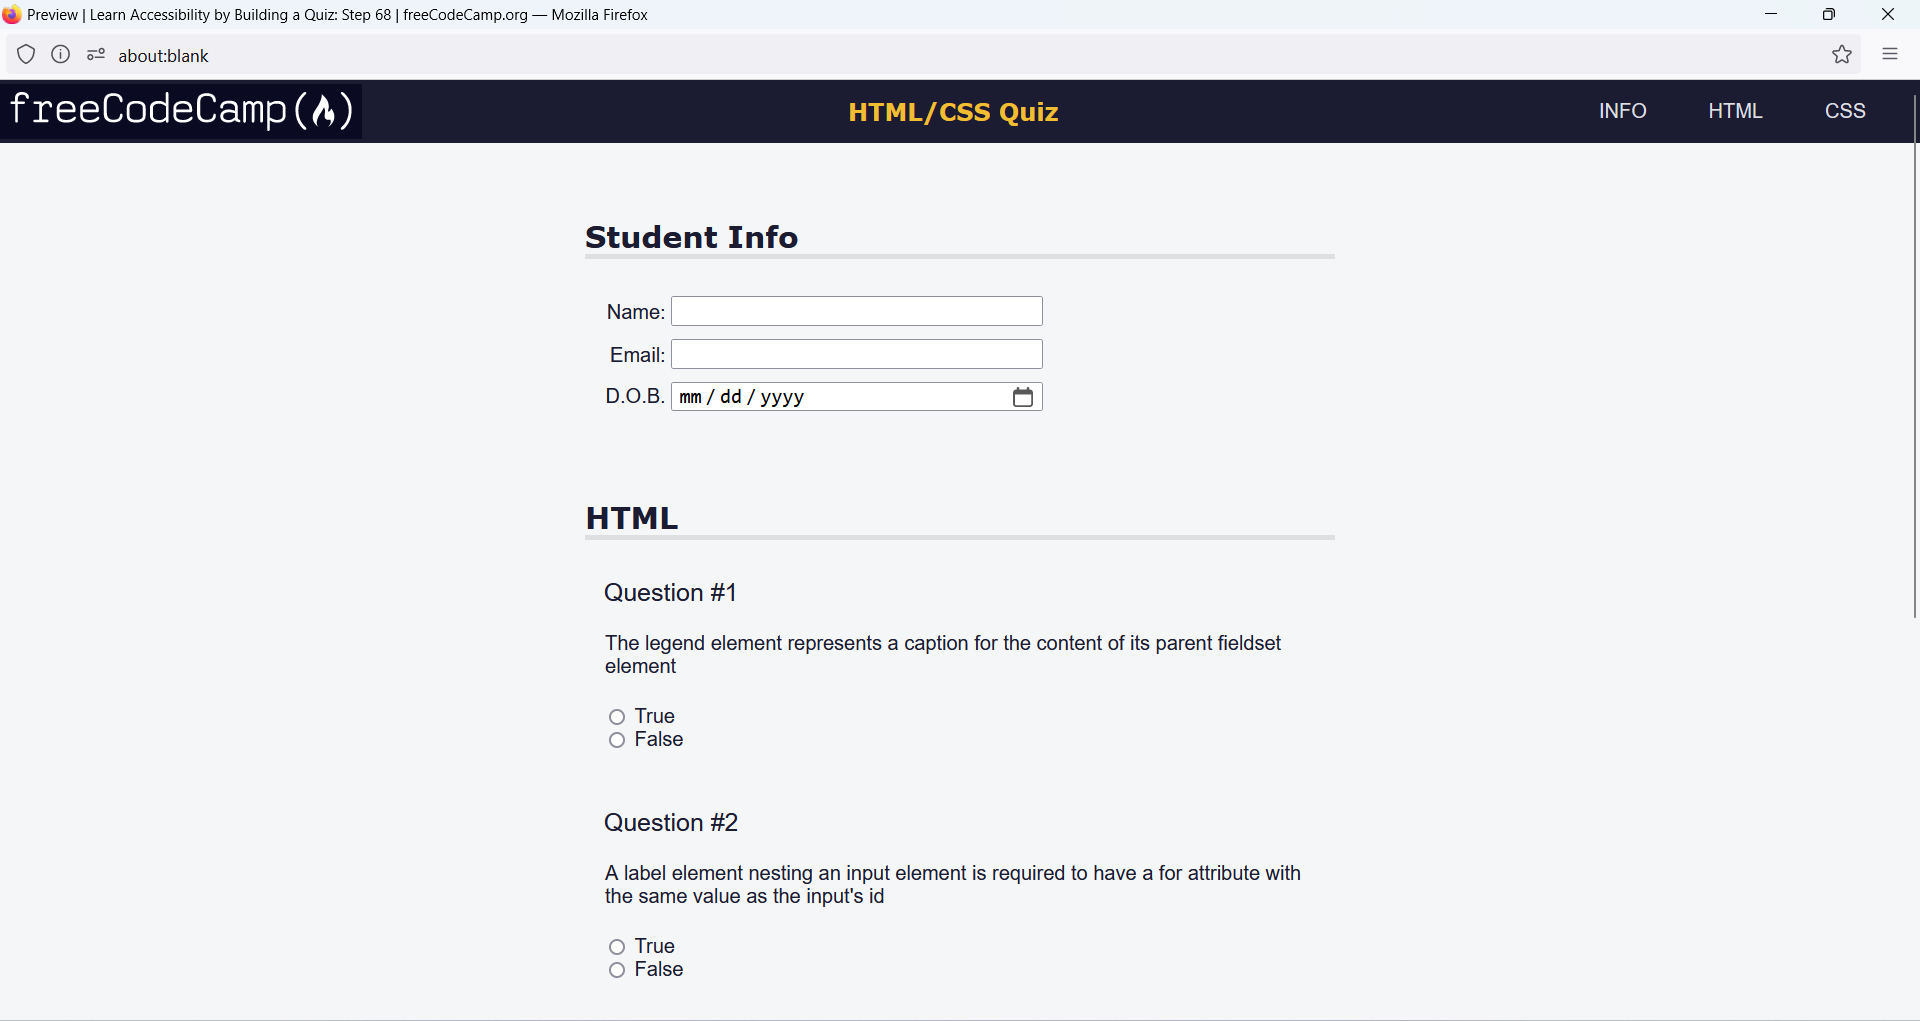 Preview | Learn Accessibility by Building a Quiz: Step 68 | freeCodeCamp.org — Mozilla Firefox
about:blank
freeCodeCamp
HTML/CSS Quiz
INFO
HTML
CSS
Student Info
Name:
Email:
D.O.B. mm / dd / yyyy
HTML
Question #1
The legend element represents a caption for the content of its parent fieldset
element
True
False
Question #2
A label element nesting an input element is required to have a for attribute with
the same value as the input's id
True
False